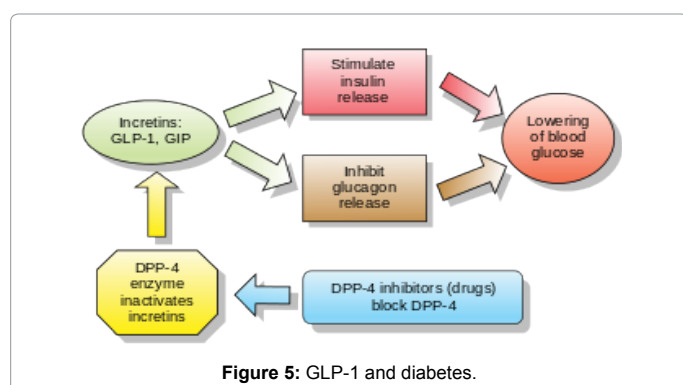 Stimulate
insulin
release
Incretins:
GLP-1, GIP
Lowering
of blood
glucose
Inhibit
glucagon
release
DPP-4
enzyme
inactivates
incretins
DPP-4 inhibitors (drugs)
block DPP-4
Figure 5: GLP-1 and diabetes.